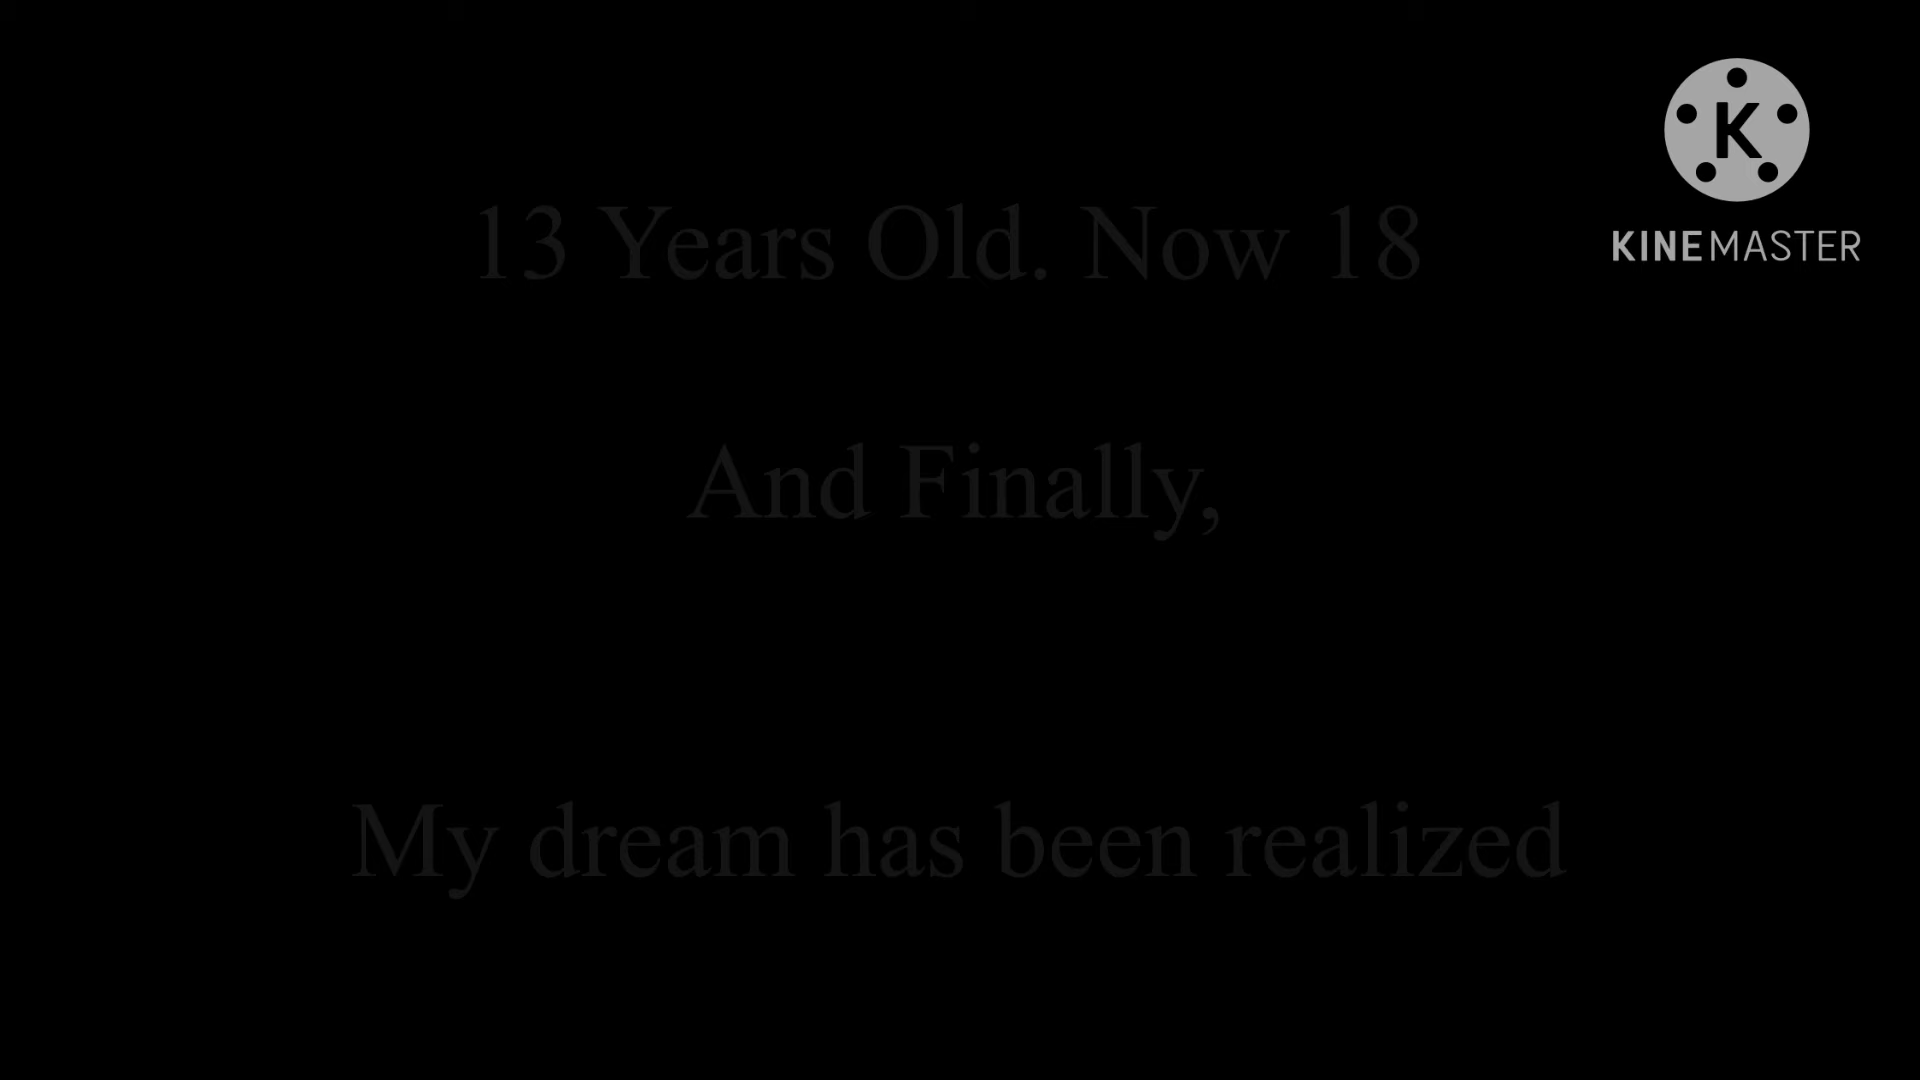 13 Years Old. Now 18
And Finally,
My dream has been realized
K
KINEMASTER